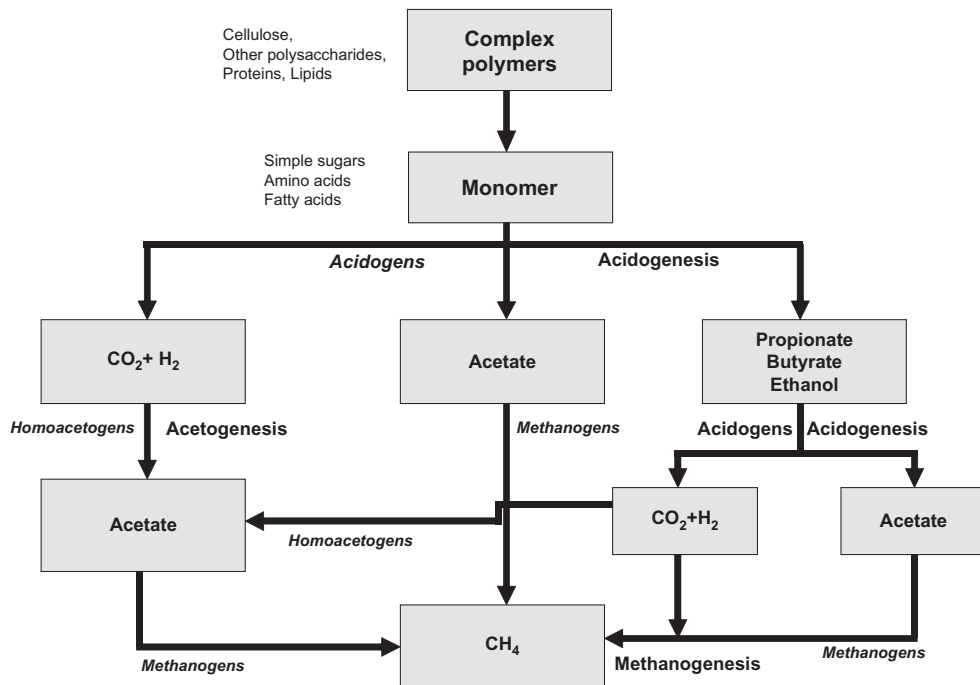 Cellulose,
Other polysaccharides,
Proteins, Lipids
Complex
polymers
Simple sugars
Amino acids
Fatty acids
Monomer
Acidogens
Acidogenesis
CO₂+ H₂
Acetate
Propionate
Butyrate
Ethanol
Homoacetogens
Acetogenesis
Methanogens
Acidogens
Acidogenesis
Acetate
Homoacetogens
CO₂+H₂
Acetate
Methanogens
CH₄
Methanogenesis
Methanogens